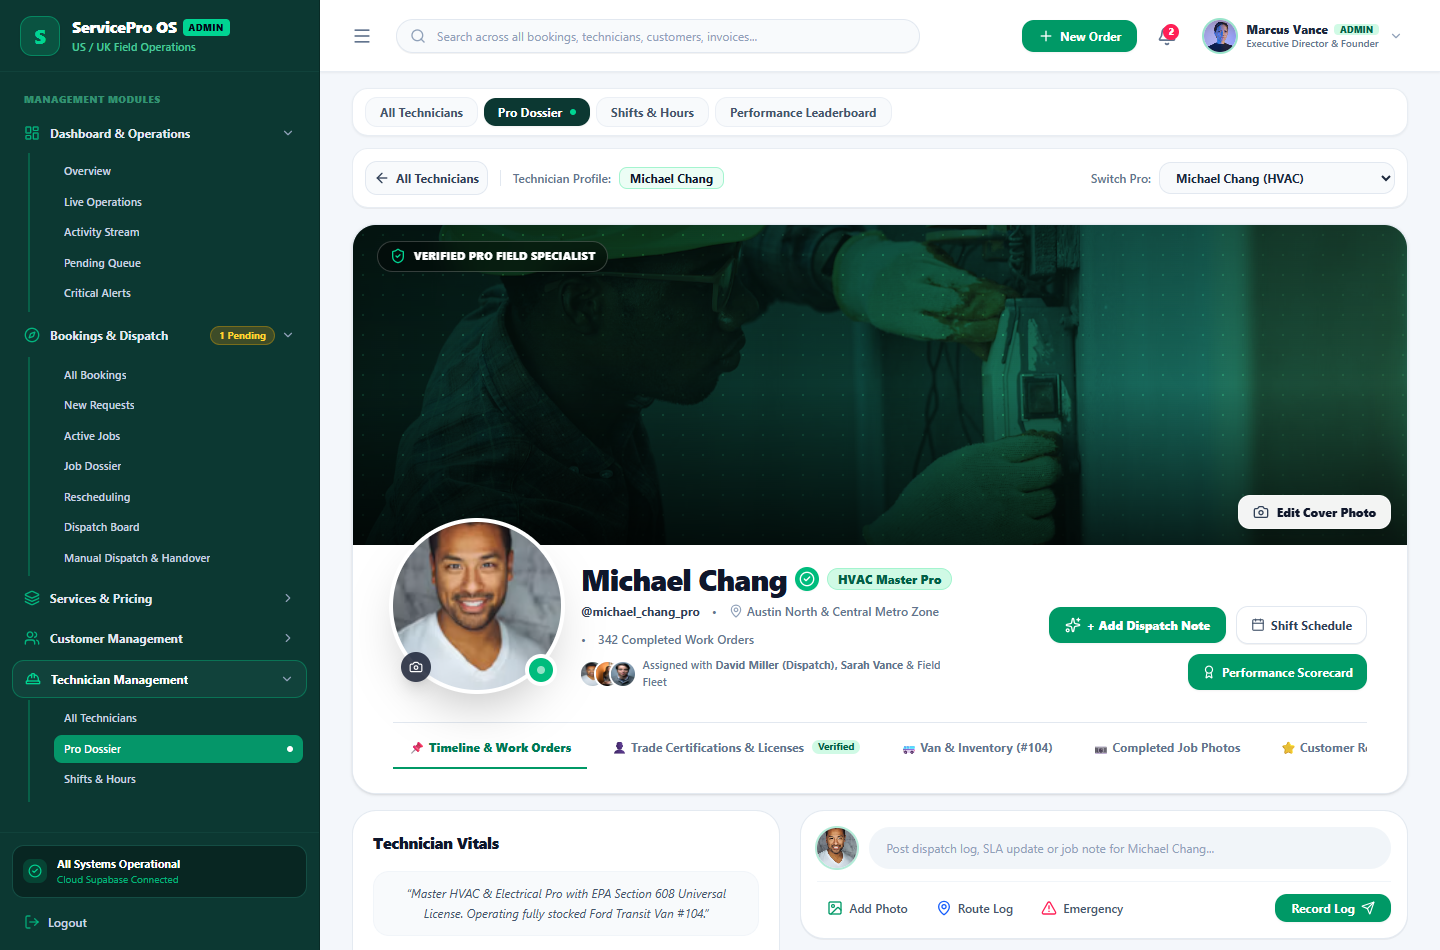 S
ServicePro OS ADMIN
US / UK Field Operations
MANAGEMENT MODULES
Dashboard & Operations
Overview
Live Operations
Activity Stream
Pending Queue
Critical Alerts
Bookings & Dispatch 1 Pending
All Bookings
New Requests
Active Jobs
Job Dossier
Rescheduling
Dispatch Board
Manual Dispatch & Handover
Services & Pricing
Customer Management
Technician Management
All Technicians
Pro Dossier
Shifts & Hours
All Systems Operational
Cloud Supabase Connected
Logout
Search across all bookings, technicians, customers, invoices...
New Order
2
Marcus Vance ADMIN
Executive Director & Founder
All Technicians Pro Dossier Shifts & Hours Performance Leaderboard
All Technicians Technician Profile: Michael Chang Switch Pro: Michael Chang (HVAC)
VERIFIED PRO FIELD SPECIALIST
Edit Cover Photo
Michael Chang HVAC Master Pro
@michael_chang_pro • Austin North & Central Metro Zone
• 342 Completed Work Orders
Assigned with David Miller (Dispatch), Sarah Vance & Field
Fleet
+ Add Dispatch Note Shift Schedule
Performance Scorecard
Timeline & Work Orders Trade Certifications & Licenses Verified Van & Inventory (#104) Completed Job Photos Customer
Technician Vitals
“Master HVAC & Electrical Pro with EPA Section 608 Universal
License. Operating fully stocked Ford Transit Van #104.”
Post dispatch log, SLA update or job note for Michael Chang...
Add Photo Route Log Emergency Record Log